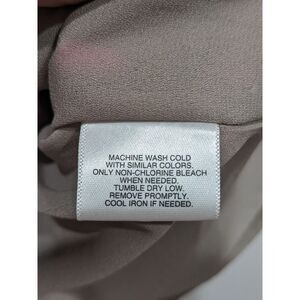 MACHINE WASH COLD
WITH SIMILAR COLORS.
ONLY NON-CHLORINE BLEACH
WHEN NEEDED.
TUMBLE DRY LOW.
REMOVE PROMPTLY.
COOL IRON IF NEEDED.